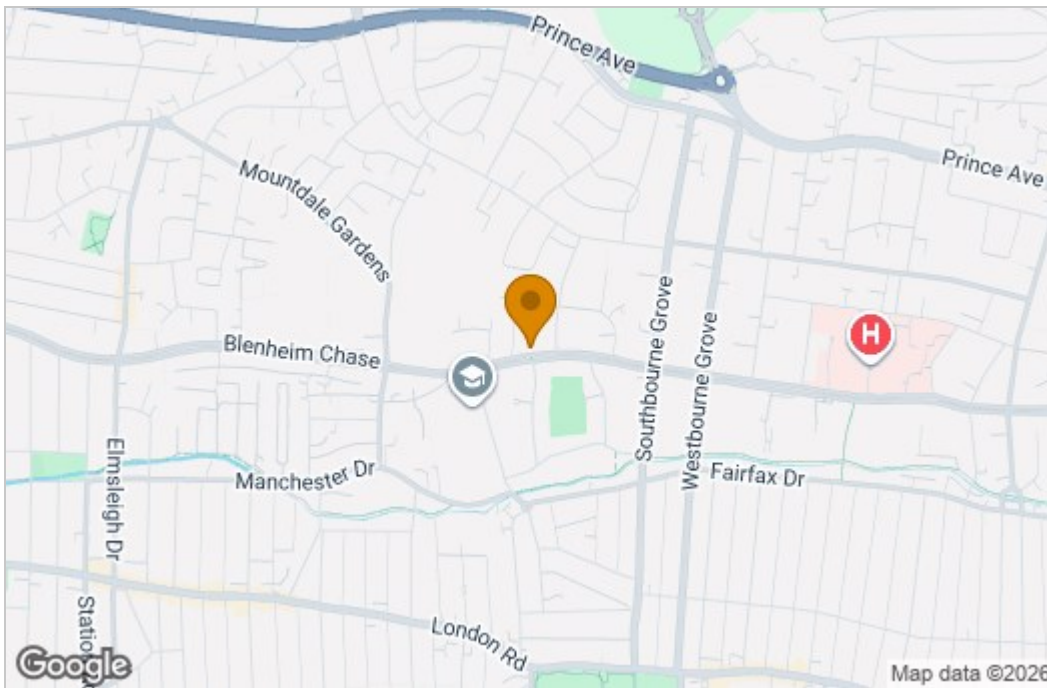 Prince Ave
Prince Ave
Mountdale Gardens
Southbourne Grove
Westbourne Grove
H
Blenheim Chase
Elmsleigh Dr
Manchester Dr
Fairfax Dr
London Rd
Station
Google
Map data ©2026